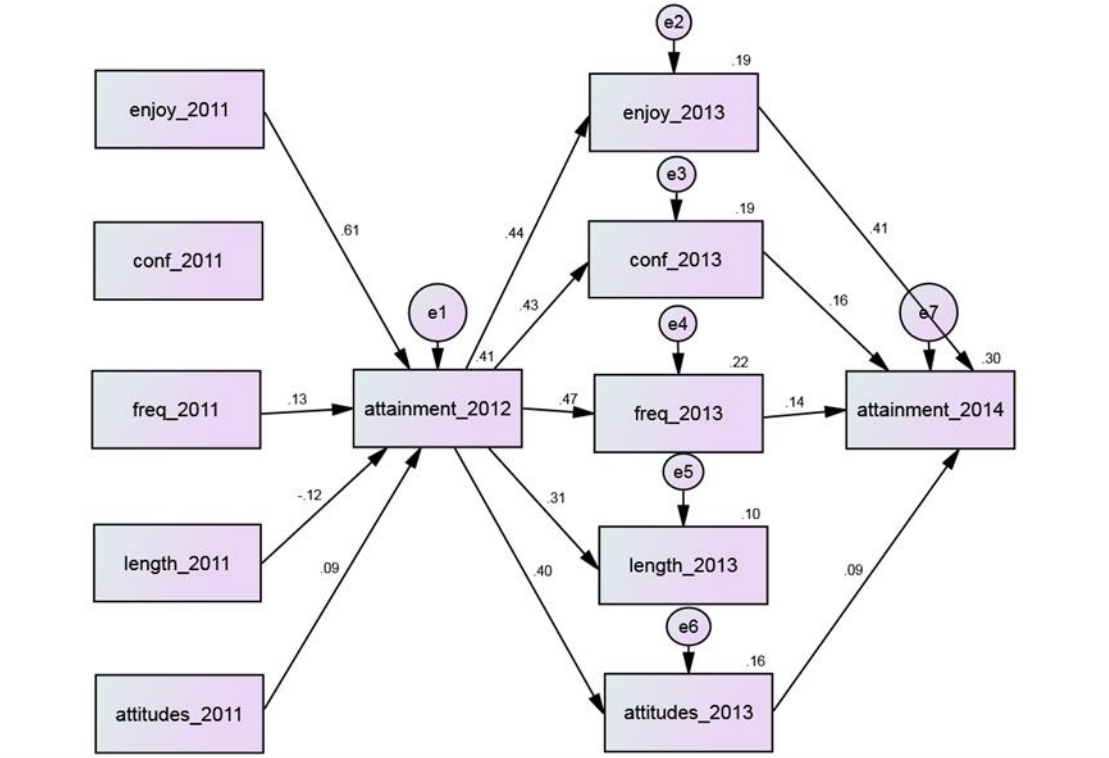 e2
.19
enjoy_2011
enjoy_2013
e3
.19
.61
.44
.41
conf_2011
conf_2013
e1
.43
.16
e7
e4
.41
.22
.30
freq_2011
.13
attainment_2012
.47
freq_2013
.14
attainment_2014
e5
-.12
.31
.10
length_2011
length_2013
.09
.40
.09
e6
.16
attitudes_2011
attitudes_2013